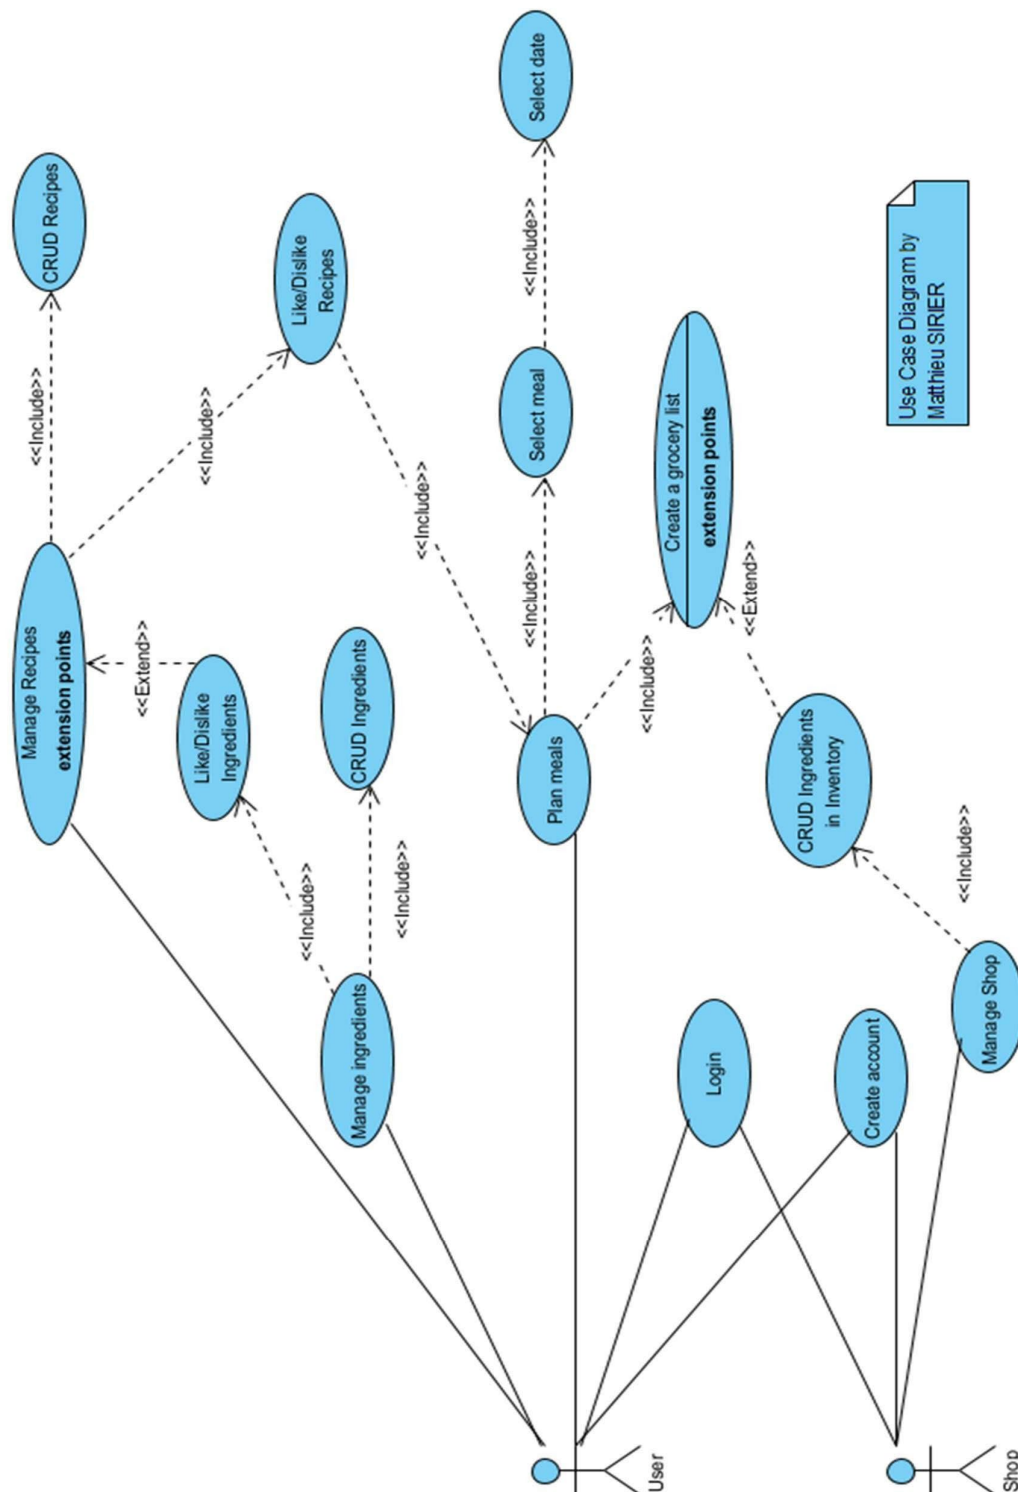 Manage Recipes
extension points
<<Include>>
CRUD Recipes
<<Include>>
<<Extend>>
Like/Dislike
Ingredients
Like/Dislike
Recipes
<<Include>>
Manage ingredients
<<Include>>
<<Include>>
CRUD Ingredients
Plan meals
<<Include>>
Select meal
<<Include>>
Select date
<<Include>>
Create a grocery list
extension points
<<Extend>>
User
Login
CRUD Ingredients
in Inventory
Create account
<<Include>>
Manage Shop
Shop
Use Case Diagram by
Matthieu SIRIER